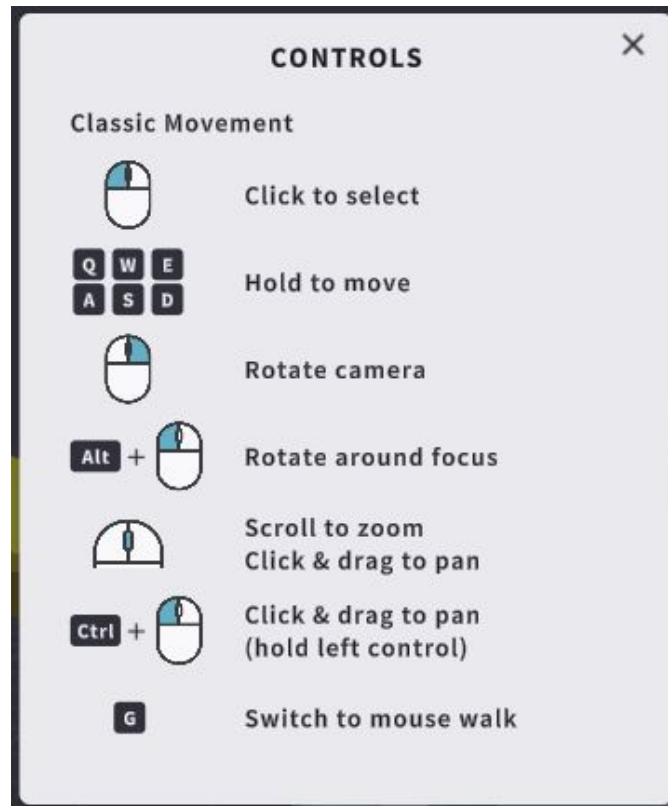 CONTROLS
Classic Movement
Click to select
Q W E
A S D
Hold to move
Rotate camera
Alt +
Rotate around focus
Scroll to zoom
Click & drag to pan
Ctrl +
Click & drag to pan
(hold left control)
G
Switch to mouse walk